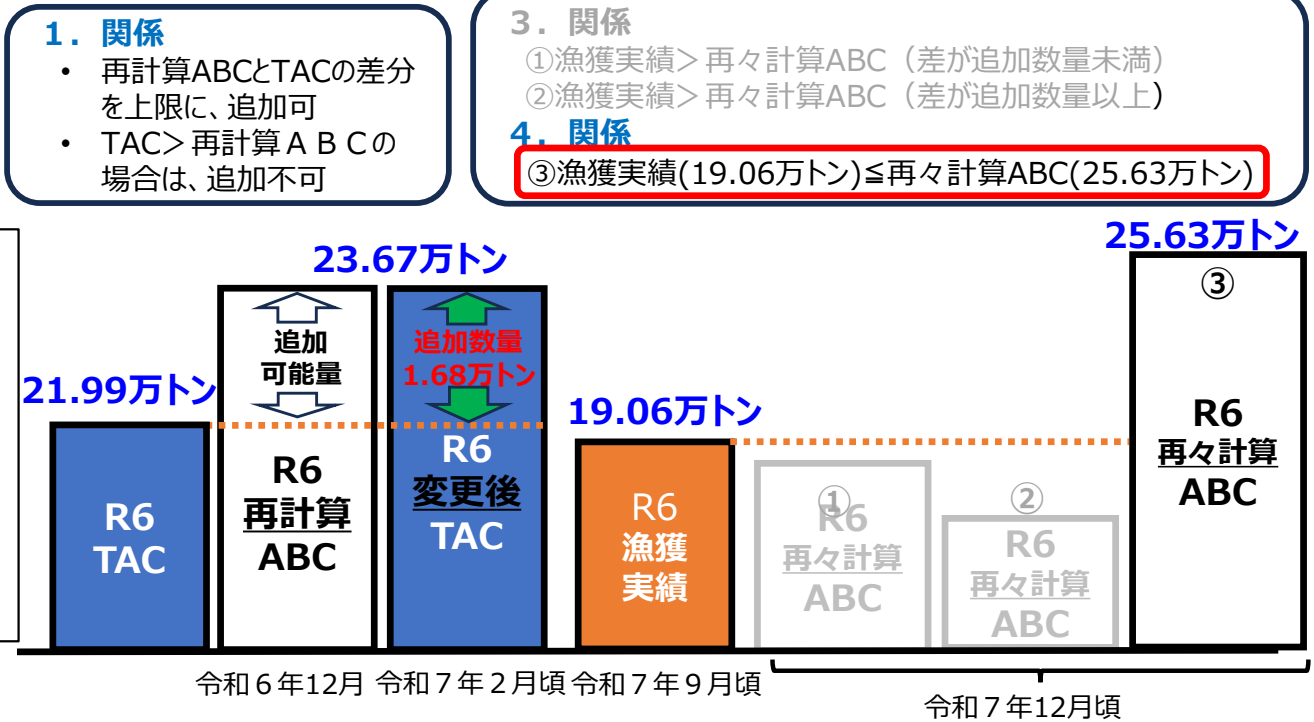 １．関係
• 再計算ABCとTACの差分
を上限に、追加可
• TAC＞再計算ＡＢＣの
場合は、追加不可
３．関係
①漁獲実績＞再々計算ABC（差が追加数量未満）
②漁獲実績＞再々計算ABC（差が追加数量以上）
４．関係
③漁獲実績(19.06万トン)≦再々計算ABC(25.63万トン)
21.99万トン
R6
TAC
追加
可能量
R6
再計算
ABC
23.67万トン
追加数量
1.68万トン
R6
変更後
TAC
19.06万トン
R6
漁獲
実績
①
R6
再々計算
ABC
②
R6
再々計算
ABC
25.63万トン
③
R6
再々計算
ABC
令和６年12月
令和７年２月頃
令和７年９月頃
令和７年12月頃